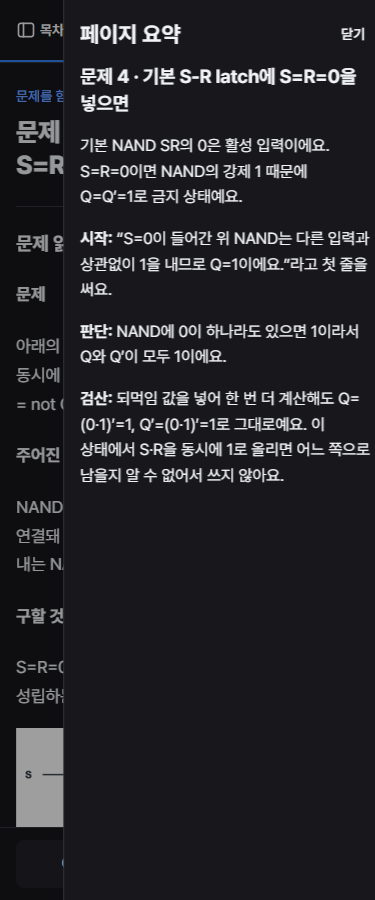 목차
페이지 요약
닫기
문제를 함
문제
S=R
문제 읽
문제
아래의
동시에
= not
주어진
NAND
연결돼
내는 N
구할 것
S=R=0
성립하는
S
문제 4 · 기본 S-R latch에 S=R=0을
넣으면
기본 NAND SR의 0은 활성 입력이에요.
S=R=0이면 NAND의 강제 1 때문에
Q=Q′=1로 금지 상태예요.
시작: “S=0이 들어간 위 NAND는 다른 입력과
상관없이 1을 내므로 Q=1이에요.”라고 첫 줄을
써요.
판단: NAND에 0이 하나라도 있으면 1이라서
Q와 Q′이 모두 1이에요.
검산: 되먹임 값을 넣어 한 번 더 계산해도 Q=
(0·1)′=1, Q′=(0·1)′=1로 그대로예요. 이
상태에서 S·R을 동시에 1로 올리면 어느 쪽으로
남을지 알 수 없어서 쓰지 않아요.